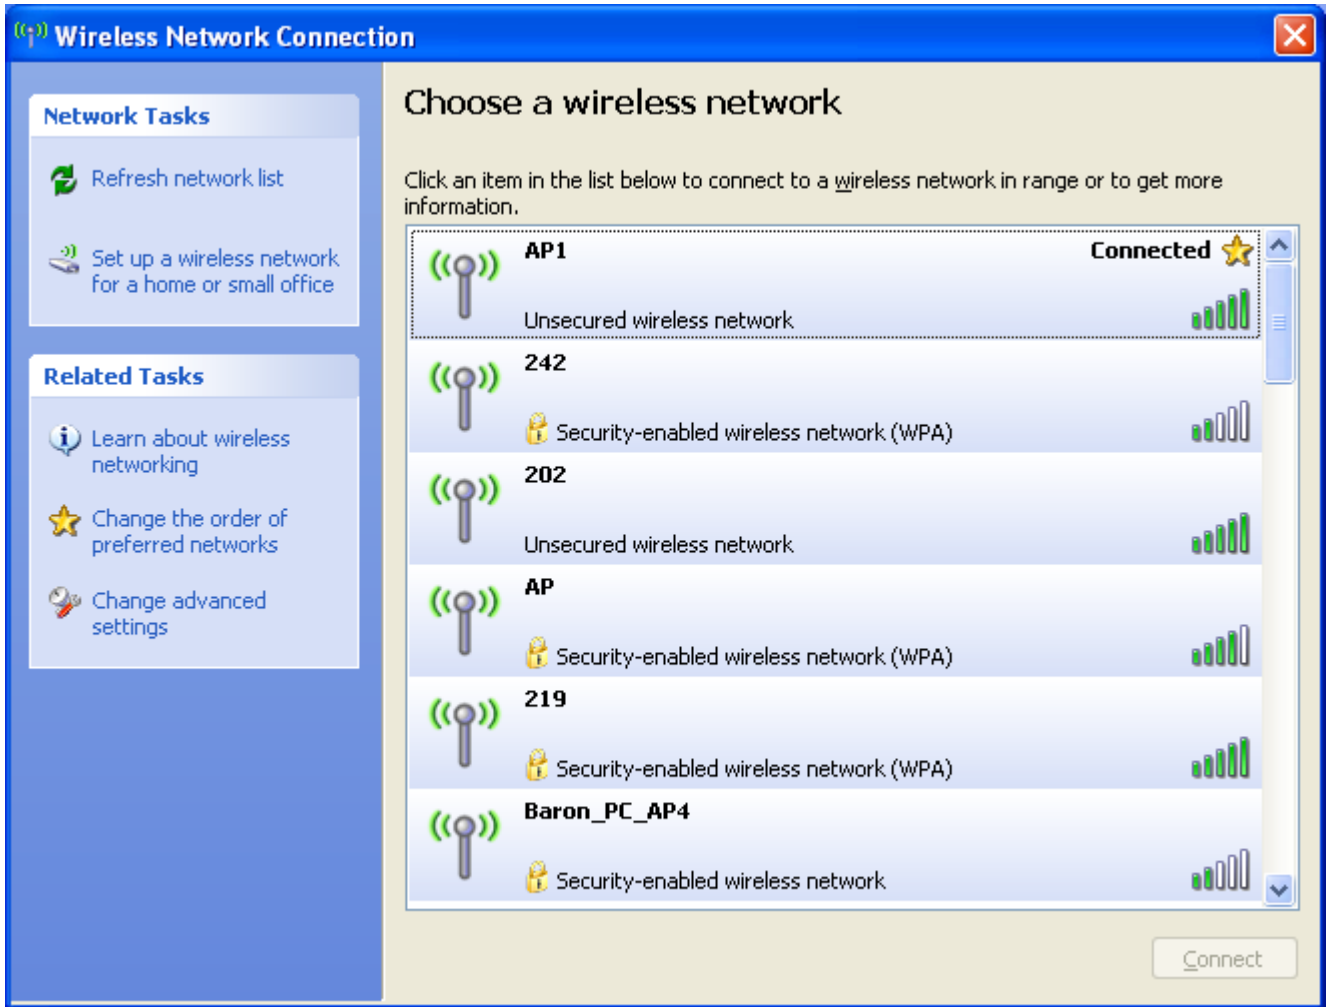 Wireless Network Connection
Network Tasks
Refresh network list
Set up a wireless network
for a home or small office
Related Tasks
Learn about wireless
networking
Change the order of
preferred networks
Change advanced
settings
Choose a wireless network
Click an item in the list below to connect to a wireless network in range or to get more
information.
AP1 Connected
Unsecured wireless network
242
Security-enabled wireless network (WPA)
202
Unsecured wireless network
AP
Security-enabled wireless network (WPA)
219
Security-enabled wireless network (WPA)
Baron_PC_AP4
Security-enabled wireless network
Connect